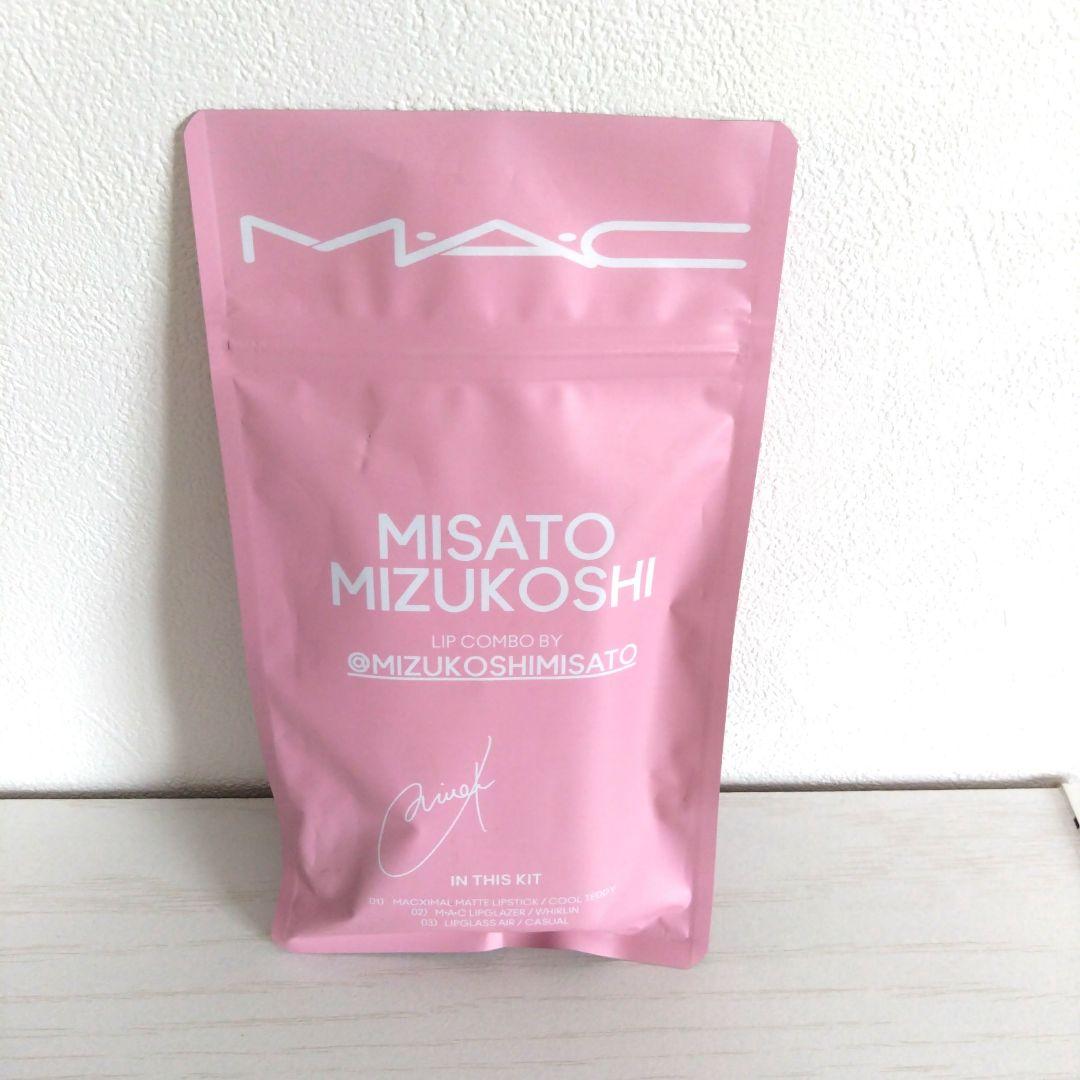 M·A·C
MISATO
MIZUKOSHI
LIP COMBO BY
@MIZUKOSHIMISATO
IN THIS KIT
01) MACXIMAL MATTE LIPSTICK / COOL TEDDY
02) M·A·C LIPGLAZER / WHIRLIN
03) LIPGLASS AIR / CASUAL